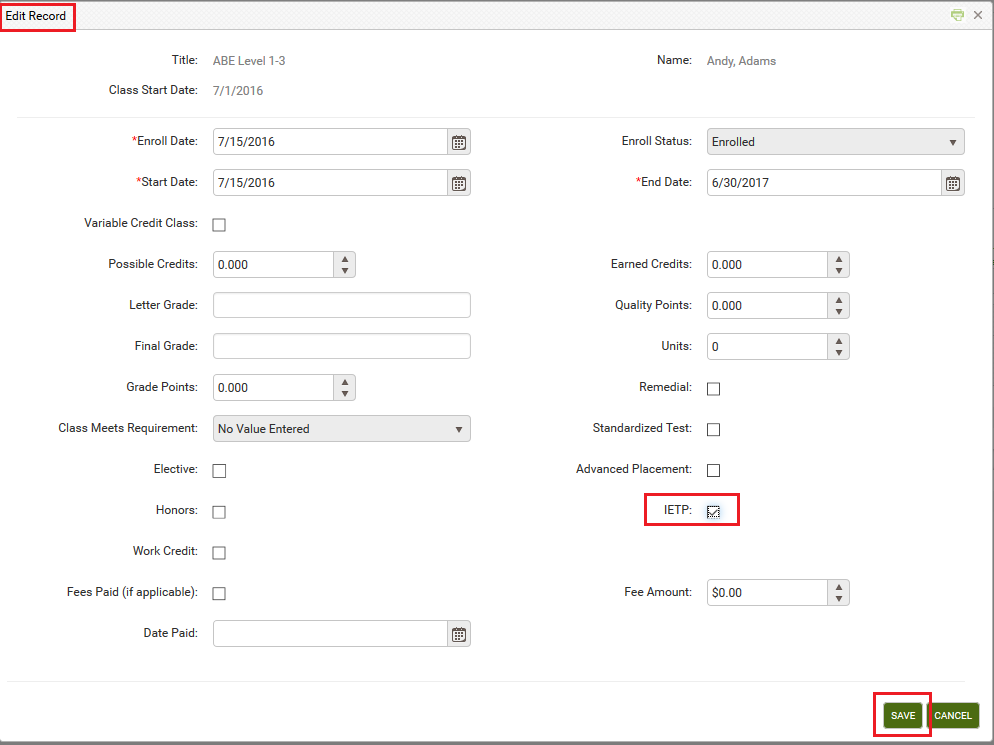 Edit Record
Title: ABE Level 1-3 Name: Andy, Adams
Class Start Date: 7/1/2016
*Enroll Date: 7/15/2016 Enroll Status: Enrolled
*Start Date: 7/15/2016 *End Date: 6/30/2017
Variable Credit Class:
Possible Credits: 0.000 Earned Credits: 0.000
Letter Grade: Quality Points: 0.000
Final Grade: Units: 0
Grade Points: 0.000 Remedial:
Class Meets Requirement: No Value Entered Standardized Test:
Elective: Advanced Placement:
Honors: IETP:
Work Credit:
Fees Paid (if applicable): Fee Amount: $0.00
Date Paid:
SAVE CANCEL